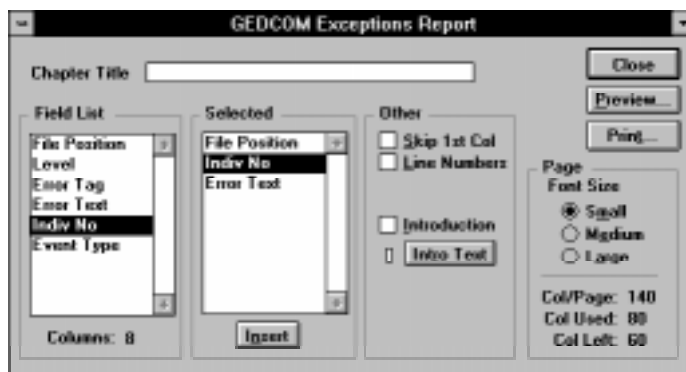 GEDCOM Exceptions Report
Chapter Title
Close
Preview...
Print...
Field List
File Position
Level
Error Tag
Error Text
Indiv No
Event Type
Columns: 8
Selected
File Position
Indiv No
Error Text
Insert
Other
Skip 1st Col
Line Numbers
Introduction
Intro Text
Page
Font Size
Small
Medium
Large
Col/Page: 140
Col Used: 80
Col Left: 60